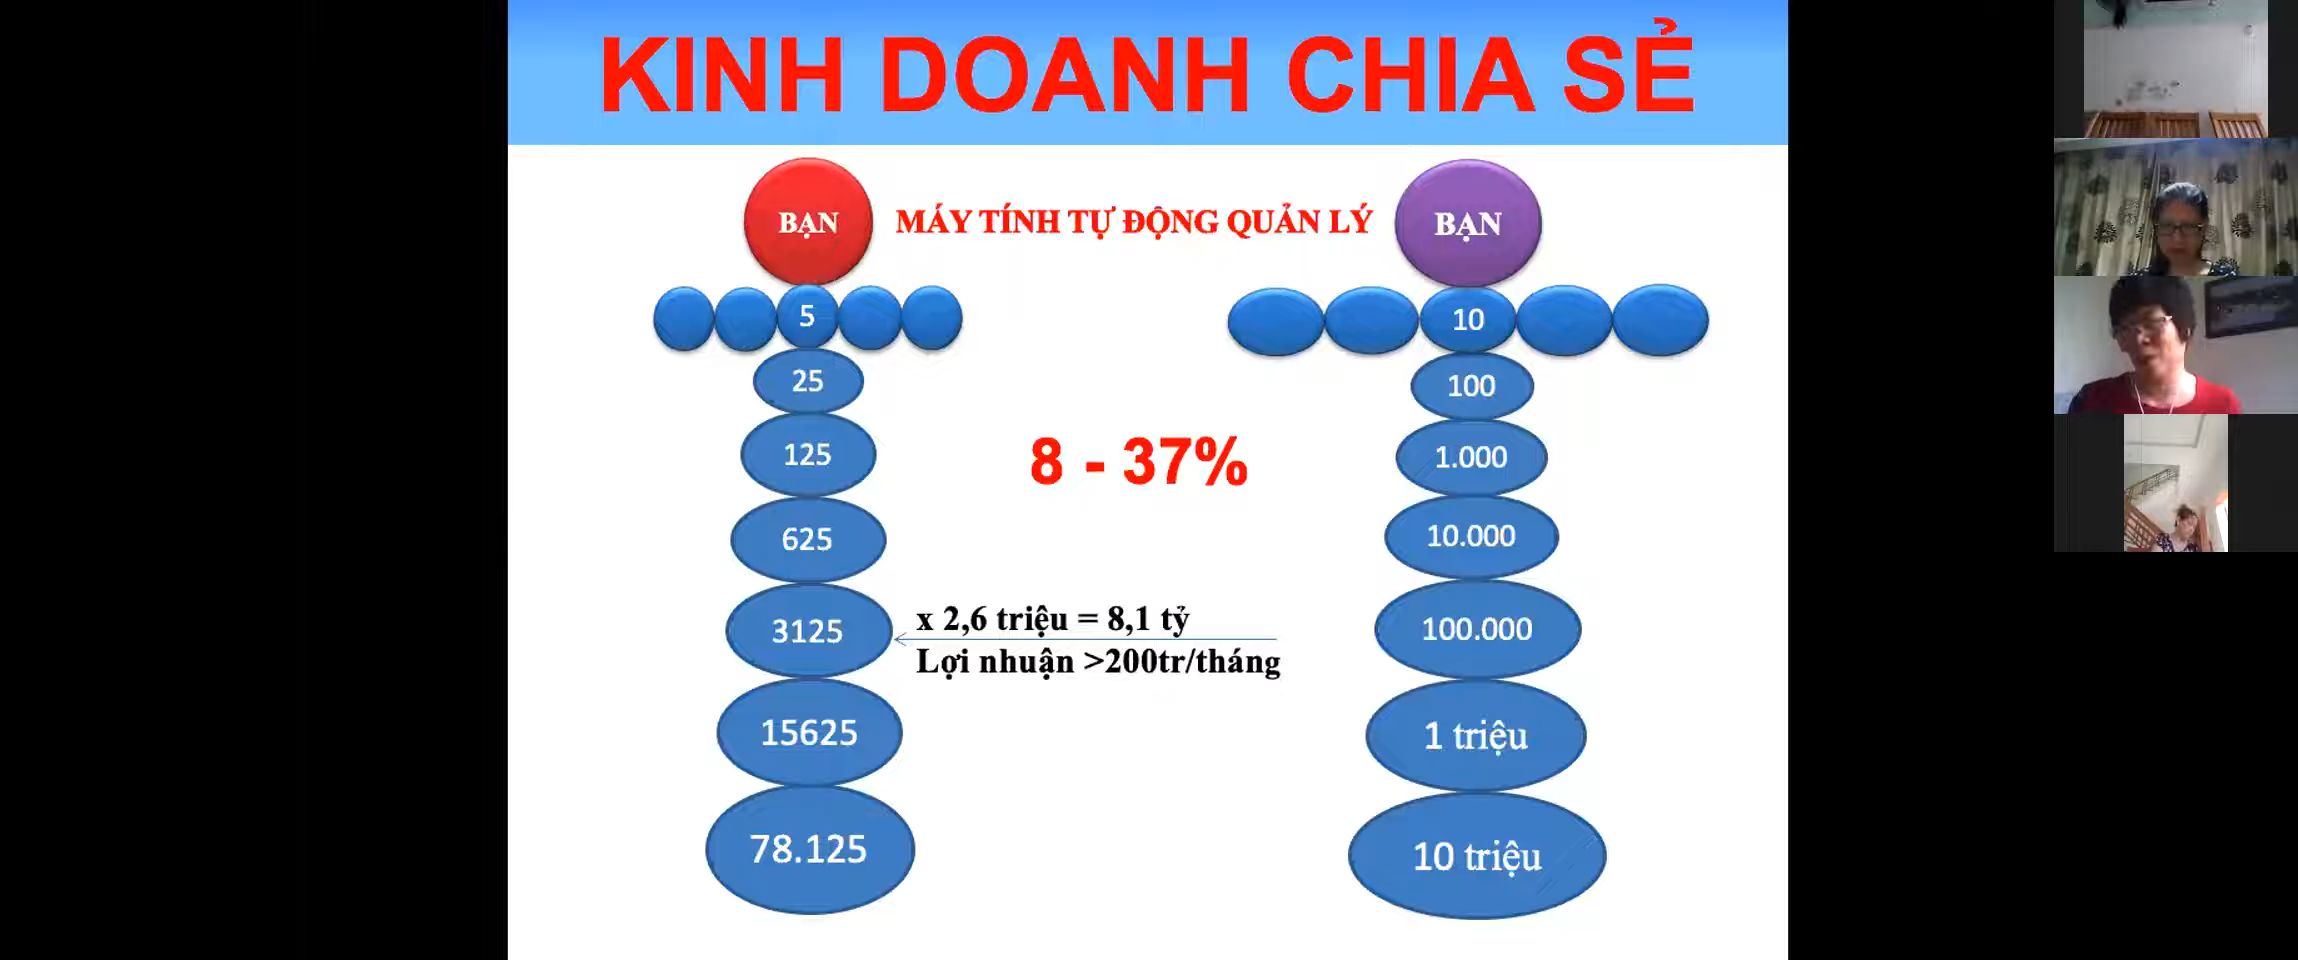 KINH DOANH CHIA SẺ
BẠN
MÁY TÍNH TỰ ĐỘNG QUẢN LÝ
BẠN
5
25
125
625
3125
15625
78.125
8 - 37%
x 2,6 triệu = 8,1 tỷ
Lợi nhuận >200tr/tháng
10
100
1.000
10.000
100.000
1 triệu
10 triệu